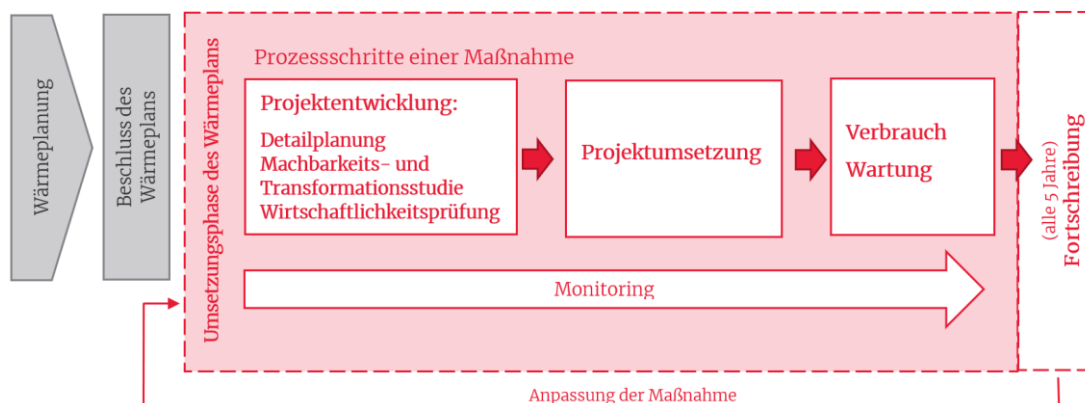 Wärmeplanung
Beschluss des
Wärmeplans
Umsetzungsphase des Wärmeplans
Prozessschritte einer Maßnahme
Projektentwicklung:
Detailplanung
Machbarkeits- und
Transformationsstudie
Wirtschaftlichkeitsprüfung
Projektumsetzung
Verbrauch
Wartung
Monitoring
(alle 5 Jahre)
Fortschreibung
Anpassung der Maßnahme